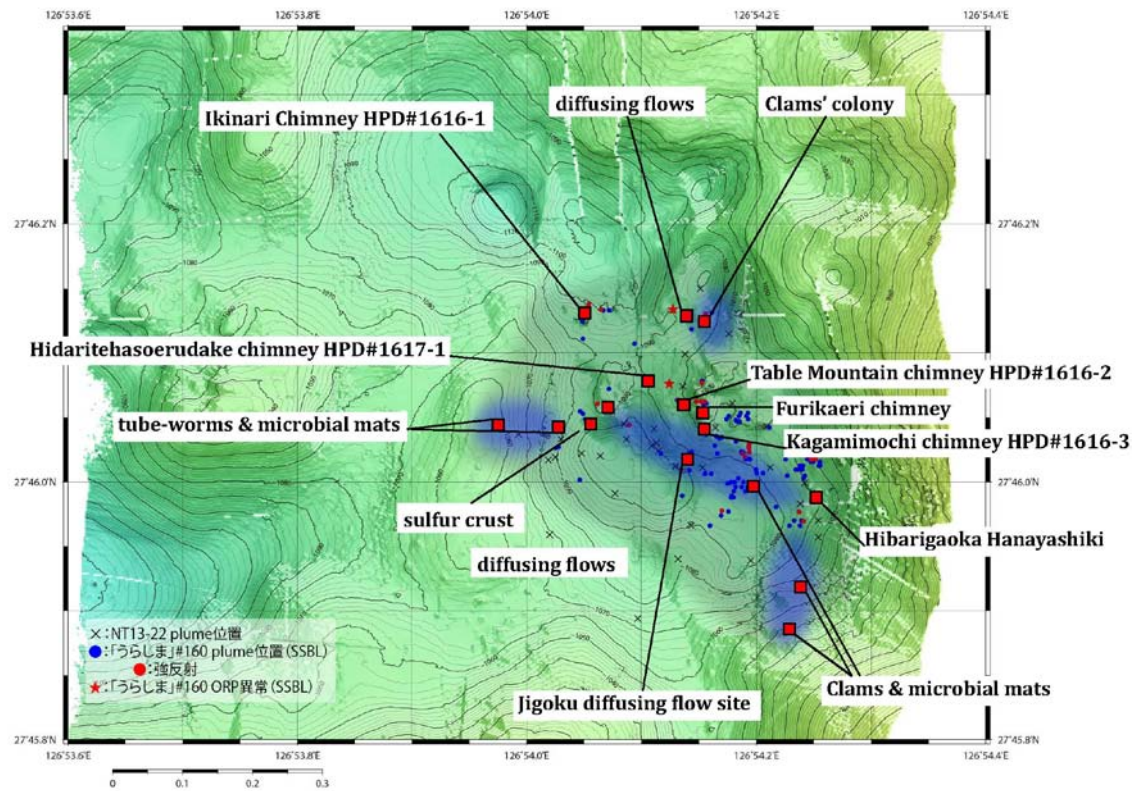 126°53.6' 126°53.8' 126°54.0' 126°54.2' 126°54.4'
diffusing flows
Clams' colony
Ikinari Chimney HPD#1616-1
27°46.2' 27°46.2'
Hidaritehasoerudake chimney HPD#1617-1
Table Mountain chimney HPD#1616-2
Furikaeri chimney
tube-worms & microbial mats
Kagamimochi chimney HPD#1616-3
27°46.0' 27°46.0'
sulfur crust
Hibarigaoka Hanayashiki
diffusing flows
×:NT13-22 plume位置
●:「うらしま」#160 plume位置(SSBL)
●:強反射
★:「うらしま」#160 ORP異常(SSBL)
Clams & microbial mats
Jigoku diffusing flow site
27°45.8' 27°45.8'
126°53.6' 126°53.8' 126°54.0' 126°54.2' 126°54.4'
0 0.1 0.2 0.3